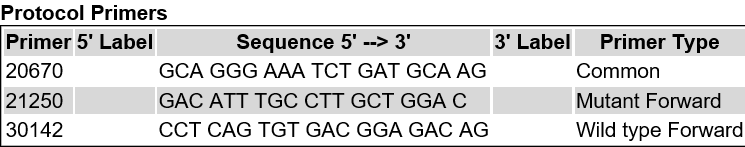 Protocol Primers
Primer 5' Label Sequence 5' --> 3' 3' Label Primer Type
20670 GCA GGG AAA TCT GAT GCA AG Common
21250 GAC ATT TGC CTT GCT GGA C Mutant Forward
30142 CCT CAG TGT GAC GGA GAC AG Wild type Forward